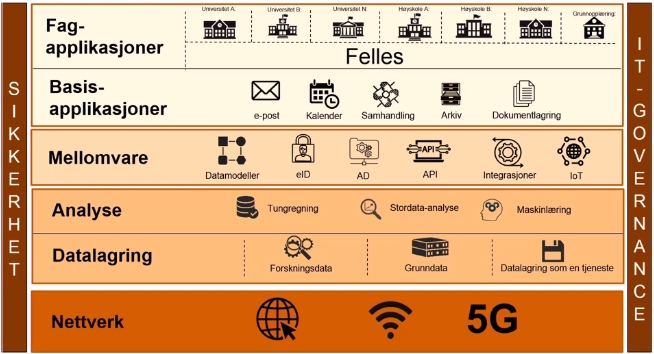 SIKKERHET
Fag-
applikasjoner
Universitet A:
Universitet B:
Universitet N:
Høyskole A:
Høyskole B:
Høyskole N:
Grunnopplæring:
Felles
Basis-
applikasjoner
e-post
Kalender
Samhandling
Arkiv
Dokumentlagring
Mellomvare
Datamodeller
eID
AD
API
API
Integrasjoner
IoT
Analyse
Tungregning
Stordata-analyse
Maskinlæring
Datalagring
Forskningsdata
Grunndata
Datalagring som en tjeneste
Nettverk
5G
IT-GOVERNANCE